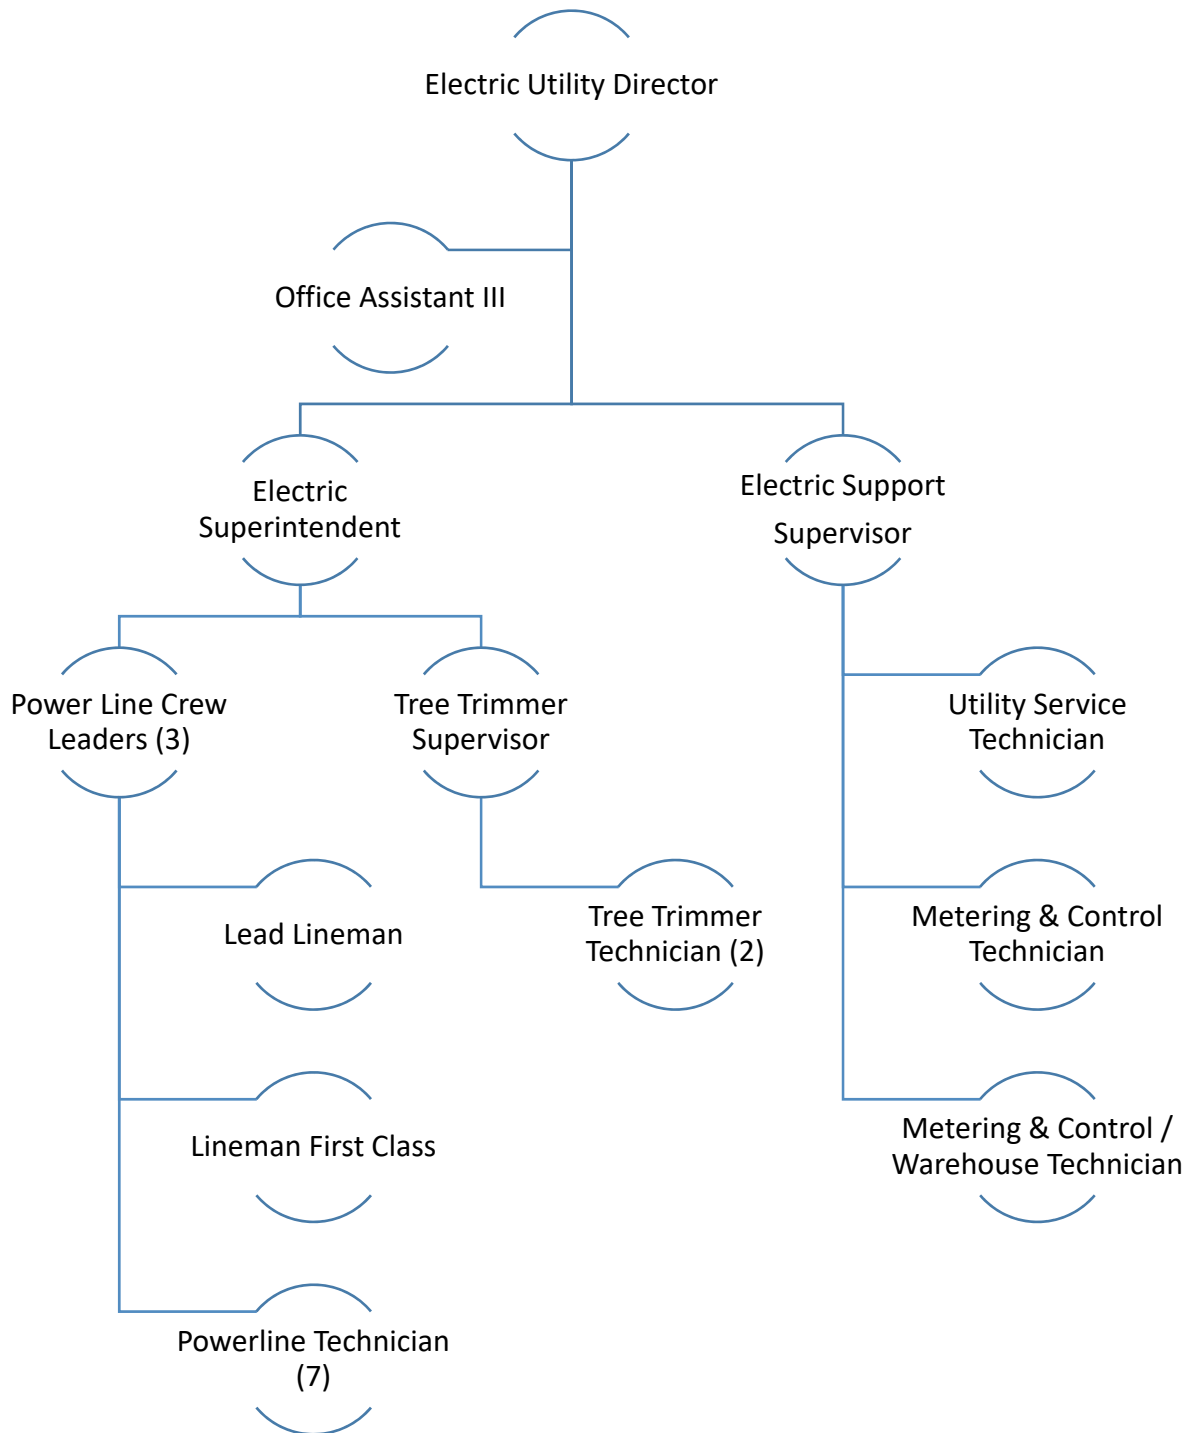 Electric Utility Director
Office Assistant III
Electric
Superintendent
Electric Support
Supervisor
Power Line Crew
Leaders (3)
Tree Trimmer
Supervisor
Utility Service
Technician
Lead Lineman
Tree Trimmer
Technician (2)
Metering & Control
Technician
Lineman First Class
Metering & Control /
Warehouse Technician
Powerline Technician
(7)